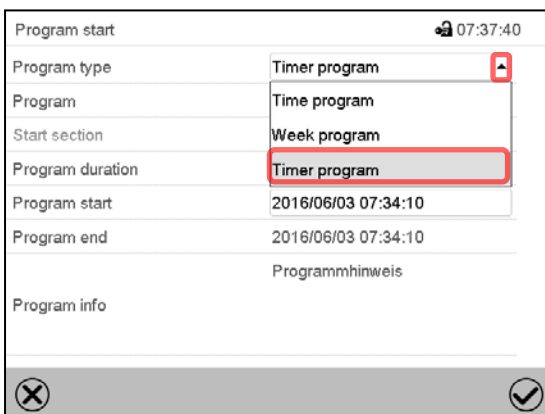 Program start 07:37:40
Program type Timer program
Program Time program
Start section Week program
Program duration Timer program
Program start 2016/06/03 07:34:10
Program end 2016/06/03 07:34:10
Programmhinweis
Program info